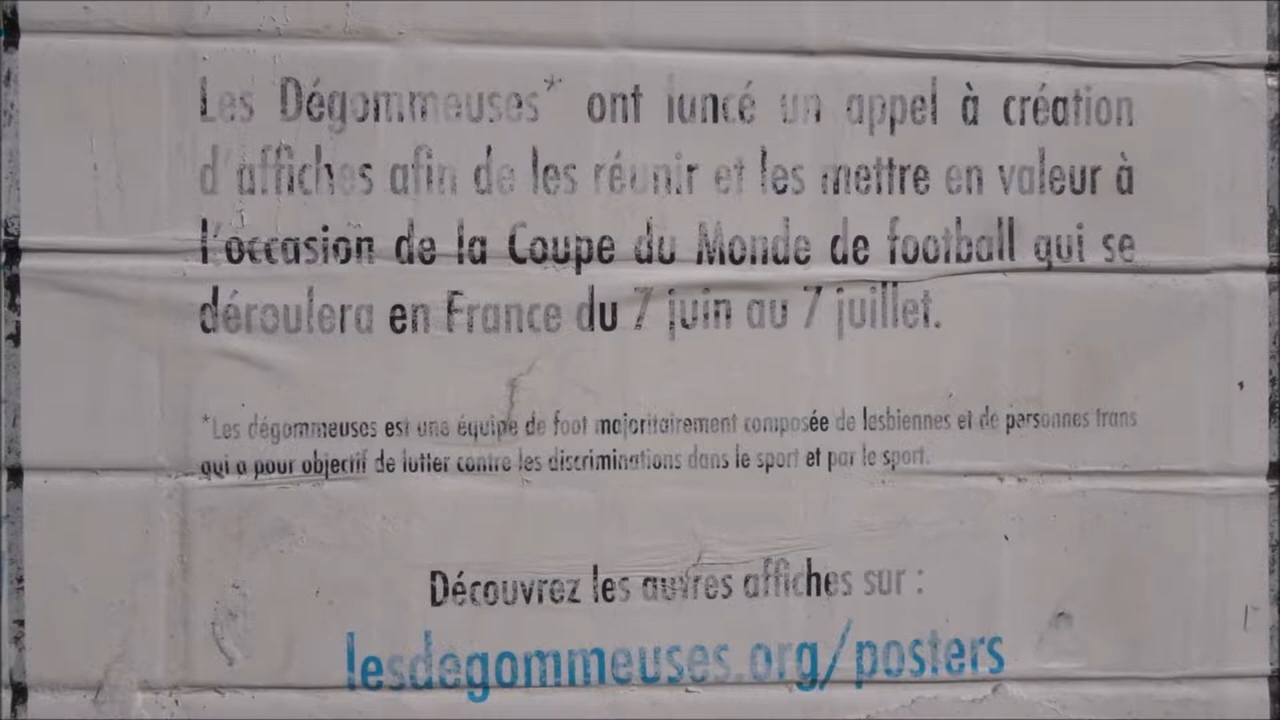 Les Dégommeuses* ont lancé un appel à création
d'affiches afin de les réunir et les mettre en valeur à
l'occasion de la Coupe du Monde de football qui se
déroulera en France du 7 juin au 7 juillet.
*Les dégommeuses est une équipe de foot majoritairement composée de lesbiennes et de personnes trans
qui a pour objectif de lutter contre les discriminations dans le sport et par le sport.
Découvrez les autres affiches sur :
lesdegommeuses.org/posters